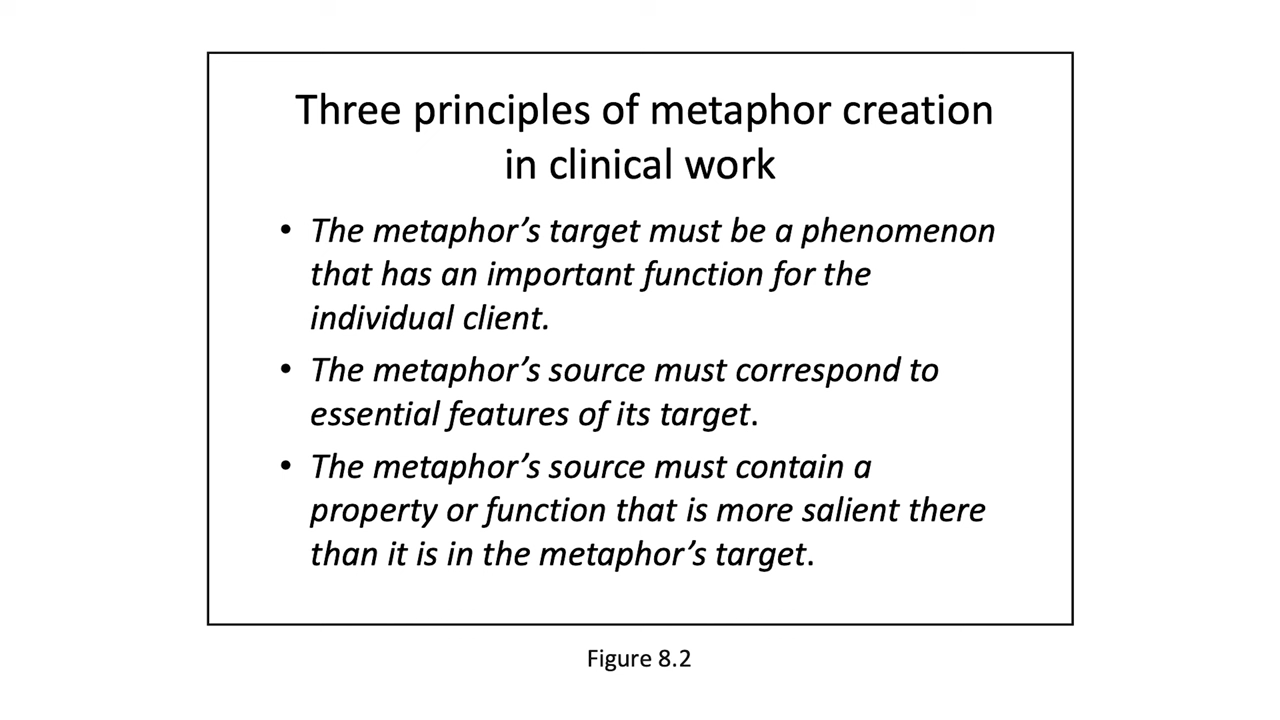 Three principles of metaphor creation
in clinical work
• The metaphor’s target must be a phenomenon
that has an important function for the
individual client.
• The metaphor’s source must correspond to
essential features of its target.
• The metaphor’s source must contain a
property or function that is more salient there
than it is in the metaphor’s target.
Figure 8.2